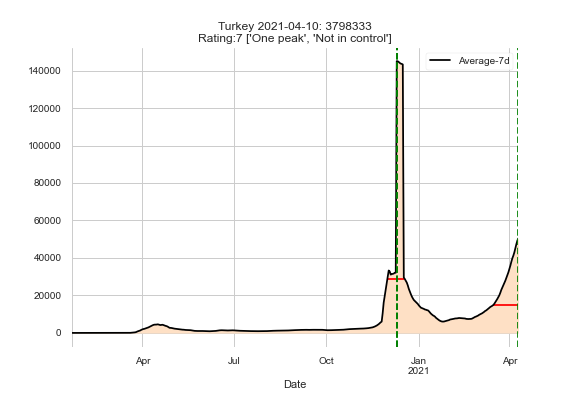 Turkey 2021-04-10: 3798333
Rating:7 ['One peak', 'Not in control']
Average-7d
140000
120000
100000
80000
60000
40000
20000
0
Apr
Jul
Oct
Jan
2021
Apr
Date